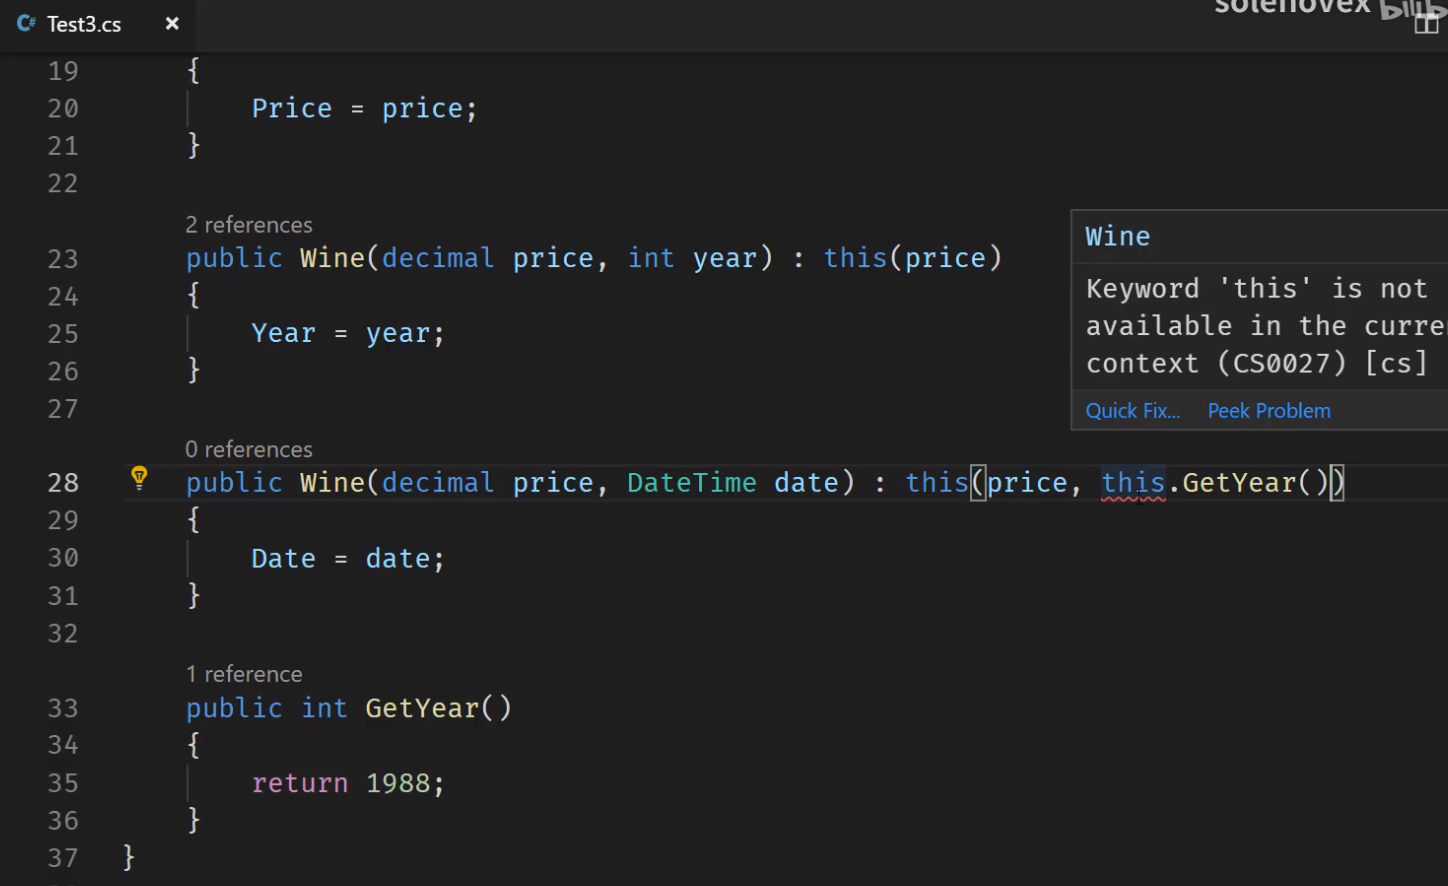 solenovex
C# Test3.cs
19 {
20 Price = price;
21 }
22
2 references
23 public Wine(decimal price, int year) : this(price)
24 {
25 Year = year;
26 }
27
0 references
28 public Wine(decimal price, DateTime date) : this(price, this.GetYear())
29 {
30 Date = date;
31 }
32
1 reference
33 public int GetYear()
34 {
35 return 1988;
36 }
37 }
Wine
Keyword 'this' is not
available in the curre
context (CS0027) [cs]
Quick Fix... Peek Problem